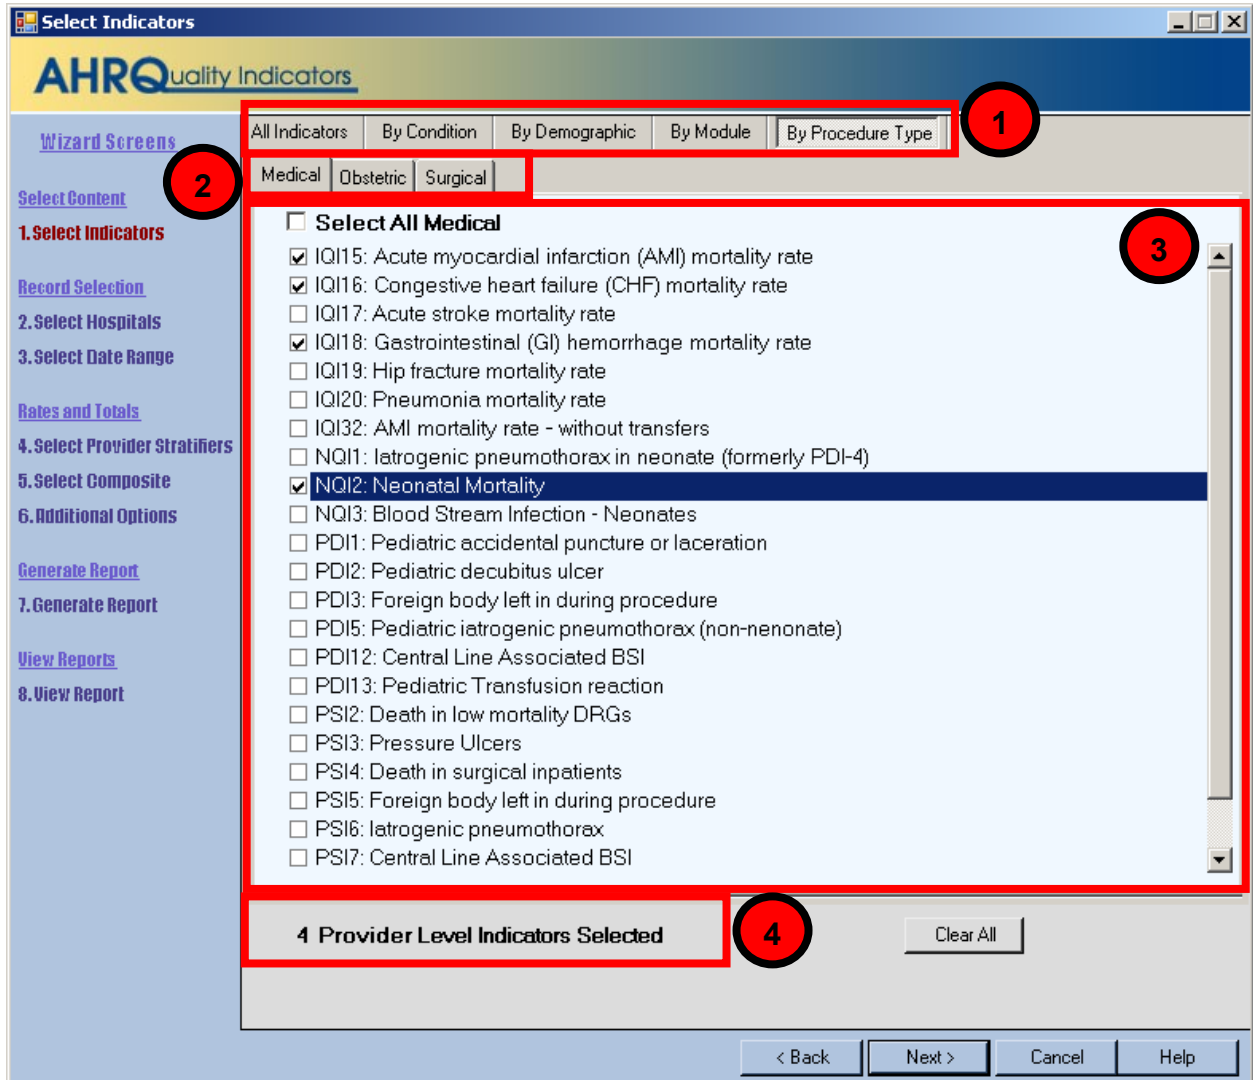 Select Indicators
AHRQuality Indicators
Wizard Screens
Select Content
1. Select Indicators
Record Selection
2. Select Hospitals
3. Select Date Range
Rates and Totals
4. Select Provider Stratifiers
5. Select Composite
6. Additional Options
Generate Report
7. Generate Report
View Reports
8. View Report
All Indicators By Condition By Demographic By Module By Procedure Type
1
2
Medical Obstetric Surgical
Select All Medical
3
IQI15: Acute myocardial infarction (AMI) mortality rate
IQI16: Congestive heart failure (CHF) mortality rate
IQI17: Acute stroke mortality rate
IQI18: Gastrointestinal (GI) hemorrhage mortality rate
IQI19: Hip fracture mortality rate
IQI20: Pneumonia mortality rate
IQI32: AMI mortality rate - without transfers
NQI1: Iatrogenic pneumothorax in neonate (formerly PDI-4)
NQI2: Neonatal Mortality
NQI3: Blood Stream Infection - Neonates
PDI1: Pediatric accidental puncture or laceration
PDI2: Pediatric decubitus ulcer
PDI3: Foreign body left in during procedure
PDI5: Pediatric iatrogenic pneumothorax (non-nenonate)
PDI12: Central Line Associated BSI
PDI13: Pediatric Transfusion reaction
PSI2: Death in low mortality DRGs
PSI3: Pressure Ulcers
PSI4: Death in surgical inpatients
PSI5: Foreign body left in during procedure
PSI6: Iatrogenic pneumothorax
PSI7: Central Line Associated BSI
4 Provider Level Indicators Selected
4
Clear All
< Back Next > Cancel Help